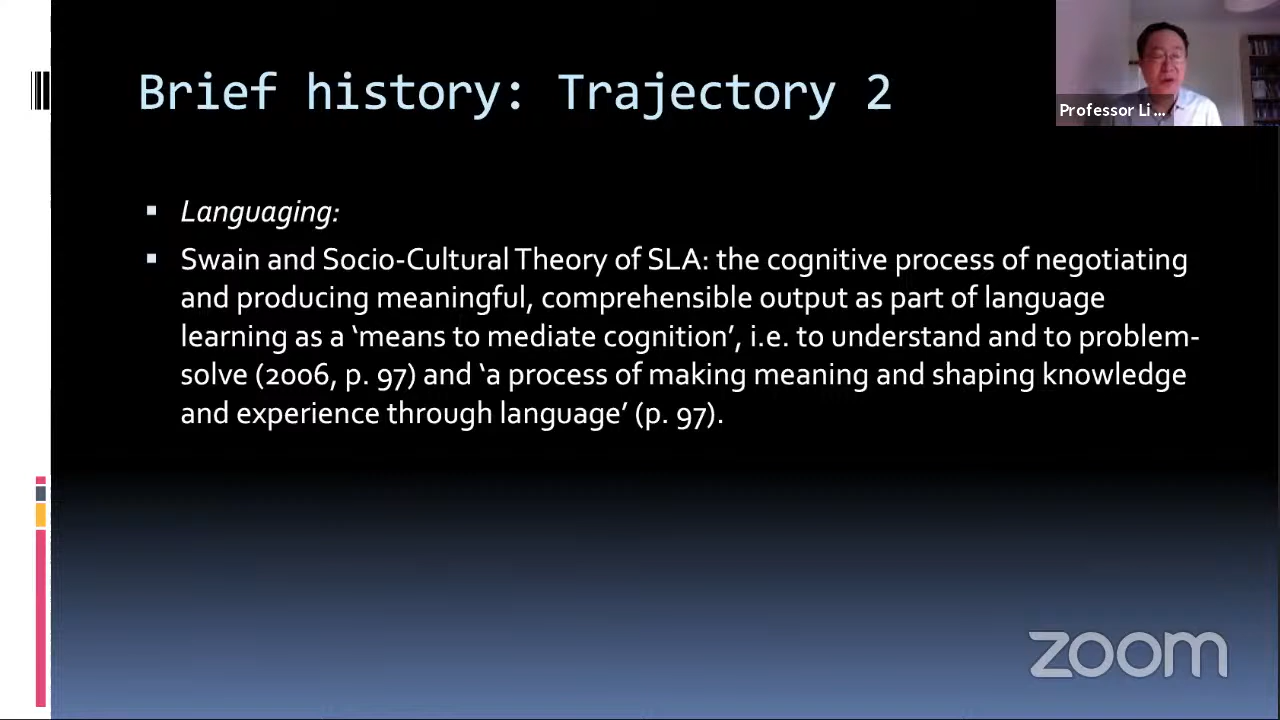 Brief history: Trajectory 2
Professor Li ...
Languaging:
Swain and Socio-Cultural Theory of SLA: the cognitive process of negotiating
and producing meaningful, comprehensible output as part of language
learning as a ‘means to mediate cognition’, i.e. to understand and to problem-
solve (2006, p. 97) and ‘a process of making meaning and shaping knowledge
and experience through language’ (p. 97).
zoom